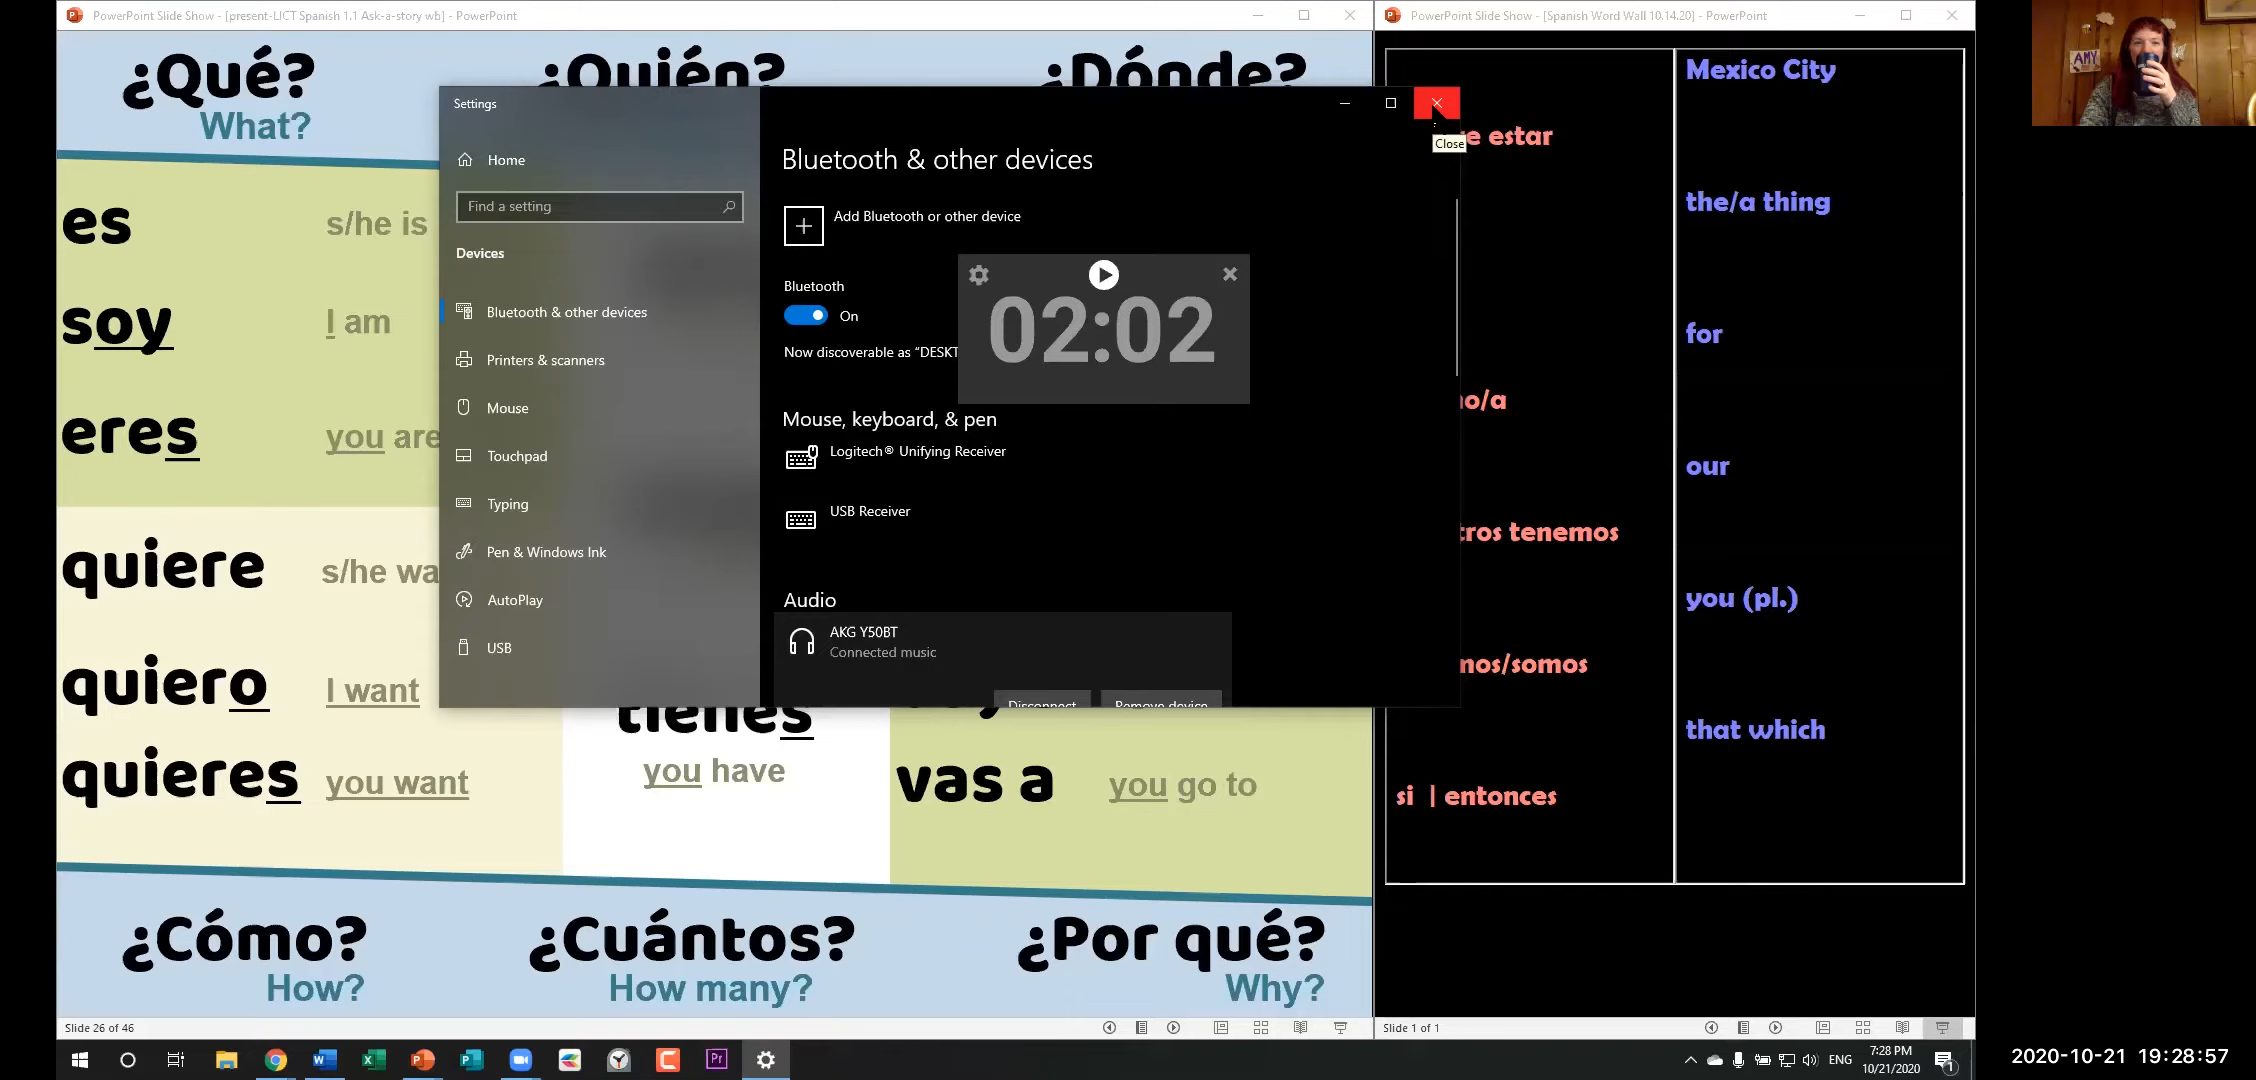 PowerPoint Slide Show - [present-LICT Spanish 1.1 Ask-a-story wb] - PowerPoint
¿Qué?
What?
¿Quién?
¿Dónde?
es
s/he is
soy
I am
eres
you are
quiere
s/he wa
quiero
I want
quieres
you want
tienes
you have
vas a
you go to
¿Cómo?
How?
¿Cuántos?
How many?
¿Por qué?
Why?
Slide 26 of 46
Settings
Home
Find a setting
Devices
Bluetooth & other devices
Printers & scanners
Mouse
Touchpad
Typing
Pen & Windows Ink
AutoPlay
USB
Close
Bluetooth & other devices
Add Bluetooth or other device
Bluetooth
On
Now discoverable as “DESKT
02:02
Mouse, keyboard, & pen
Logitech® Unifying Receiver
USB Receiver
Audio
AKG Y50BT
Connected music
Disconnect
Remove device
PowerPoint Slide Show - [Spanish Word Wall 10.14.20] - PowerPoint
Mexico City
e estar
the/a thing
for
o/a
our
tros tenemos
you (pl.)
mos/somos
that which
si | entonces
Slide 1 of 1
AMY
ENG
7:28 PM
10/21/2020
1
2020-10-21 19:28:57